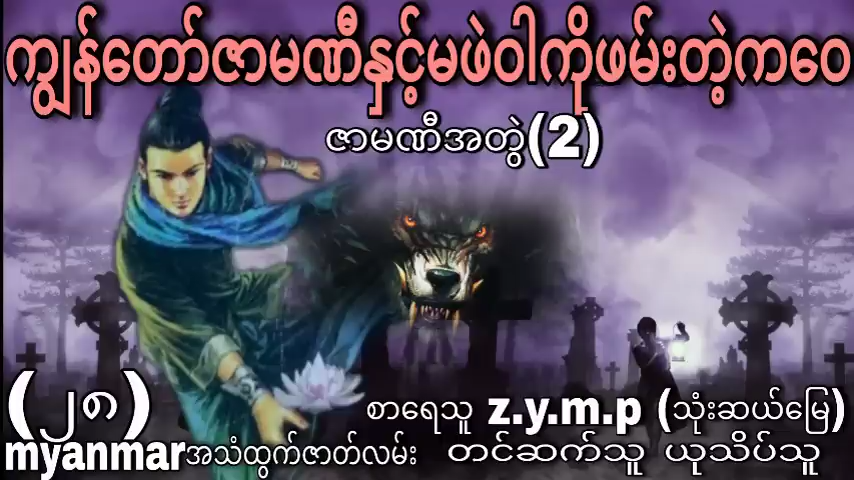 ကျွန်တော်ဇာမဏီနှင့်မဖဲဝါကိုဖမ်းတဲ့ကဝေ
ဇာမဏီအတွဲ(2)
(၂၈)
စာရေသူ z.y.m.p (သုံးဆယ်မြေ)
myanmarအသံထွက်ဇာတ်လမ်း တင်ဆက်သူ ယုသိပ်သူ